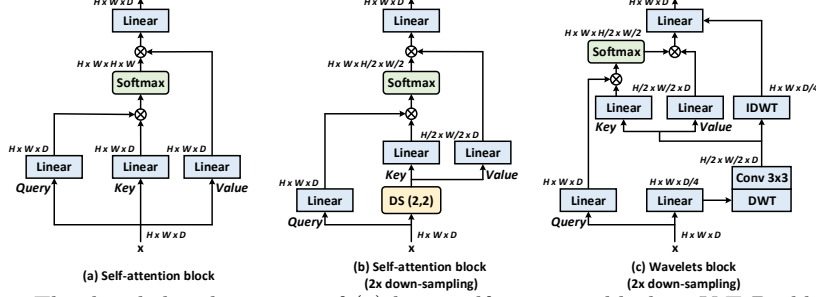 H x W x D
Linear
H x W x H x W
Softmax
H x W x D
H x W x D
H x W x D
Linear
Linear
Linear
Query
Key
Value
H x W x D
x
(a) Self-attention block
H x W x D
Linear
H x W x H/2 x W/2
Softmax
H/2 x W/2 x D
Linear
Linear
Key
Value
H x W x D
Linear
DS (2,2)
Query
H x W x D
x
(b) Self-attention block
(2x down-sampling)
H x W x D
Linear
H x W x H/2 x W/2
Softmax
H/2 x W/2 x D
H x W x D/4
Linear
Linear
IDWT
Key
Value
H/2 x W/2 x D
Conv 3x3
DWT
H x W x D
H x W x D/4
Linear
Linear
Query
H x W x D
x
(c) Wavelets block
(2x down-sampling)